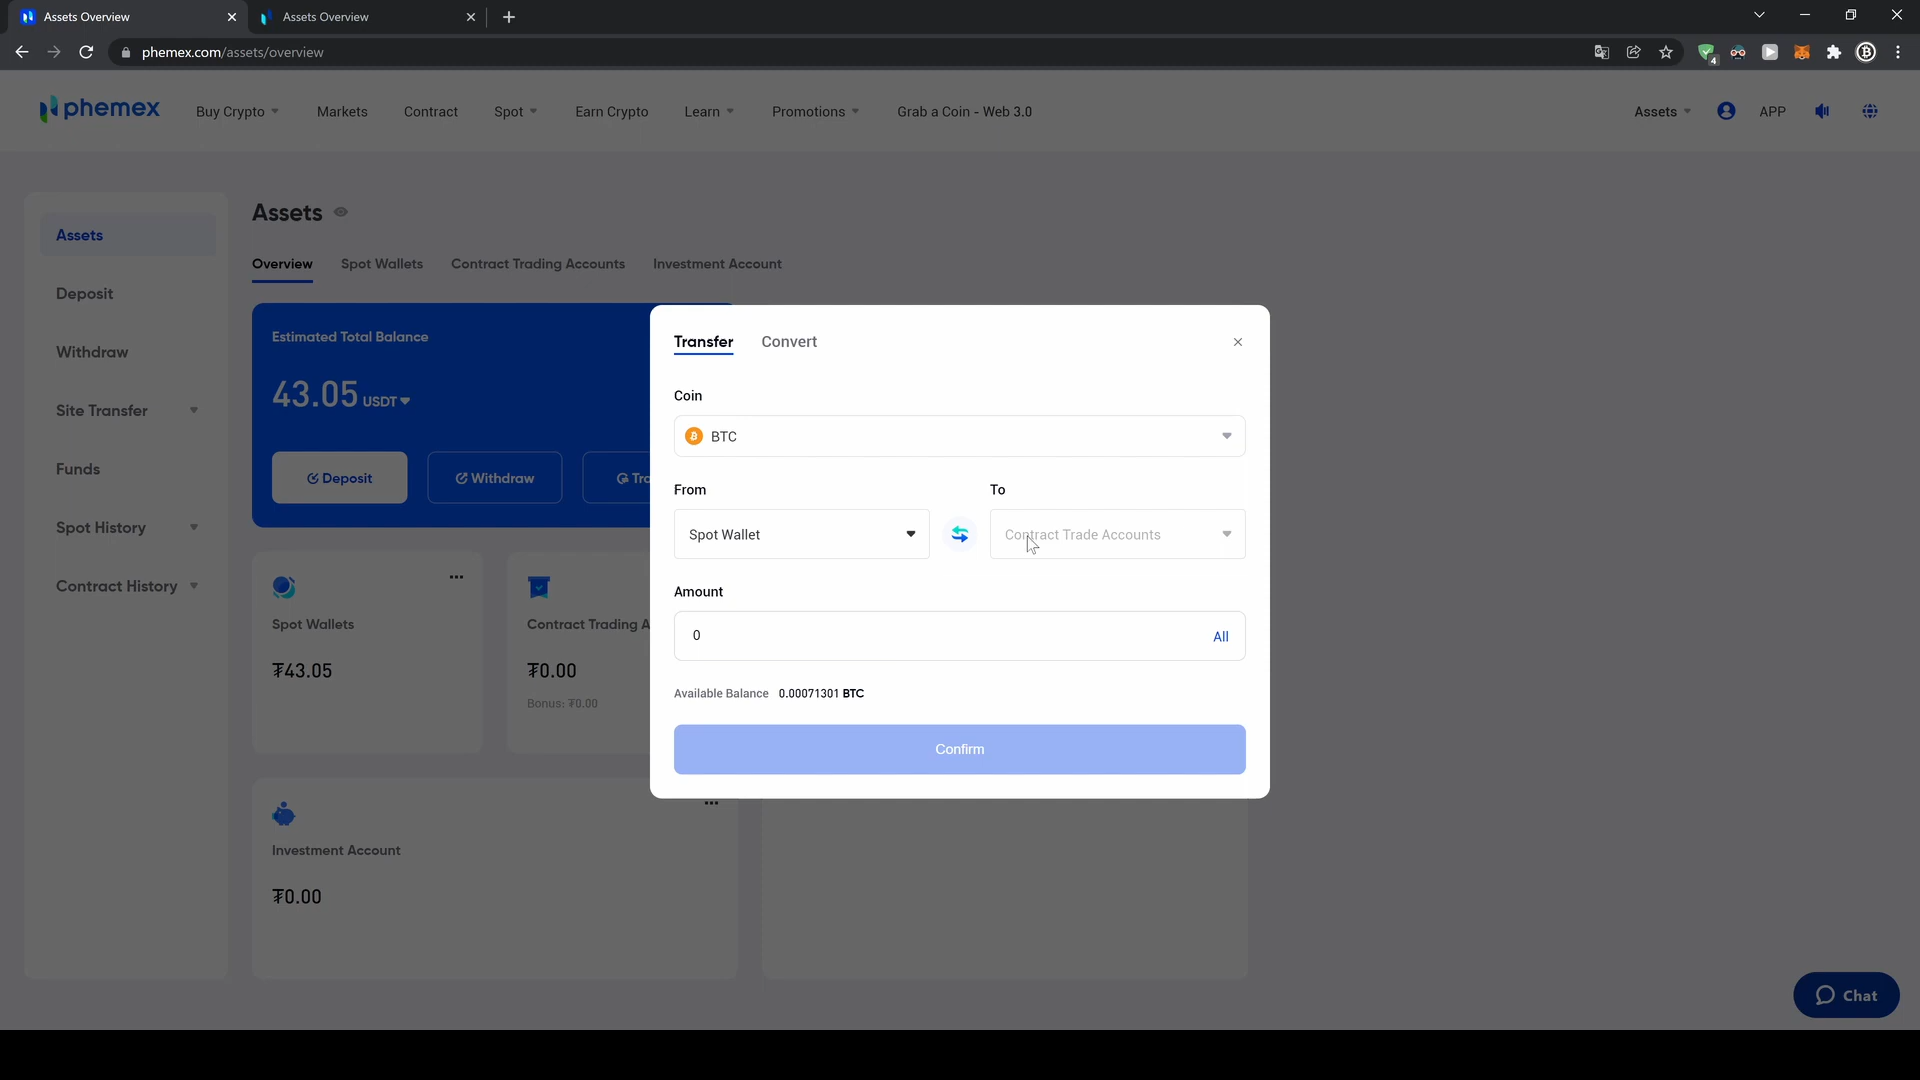 Assets Overview
Assets Overview
phemex.com/assets/overview
4
phemex
Buy Crypto
Markets
Contract
Spot
Earn Crypto
Learn
Promotions
Grab a Coin - Web 3.0
Assets
APP
Assets
Deposit
Withdraw
Site Transfer
Funds
Spot History
Contract History
Assets
Overview
Spot Wallets
Contract Trading Accounts
Investment Account
Estimated Total Balance
43.05 USDT
Deposit
Withdraw
Spot Wallets
₮43.05
Contract Trading A
₮0.00
Bonus: ₮0.00
Investment Account
₮0.00
Transfer
Convert
Coin
BTC
From
To
Spot Wallet
Contract Trade Accounts
Amount
0
All
Available Balance 0.00071301 BTC
Confirm
Chat